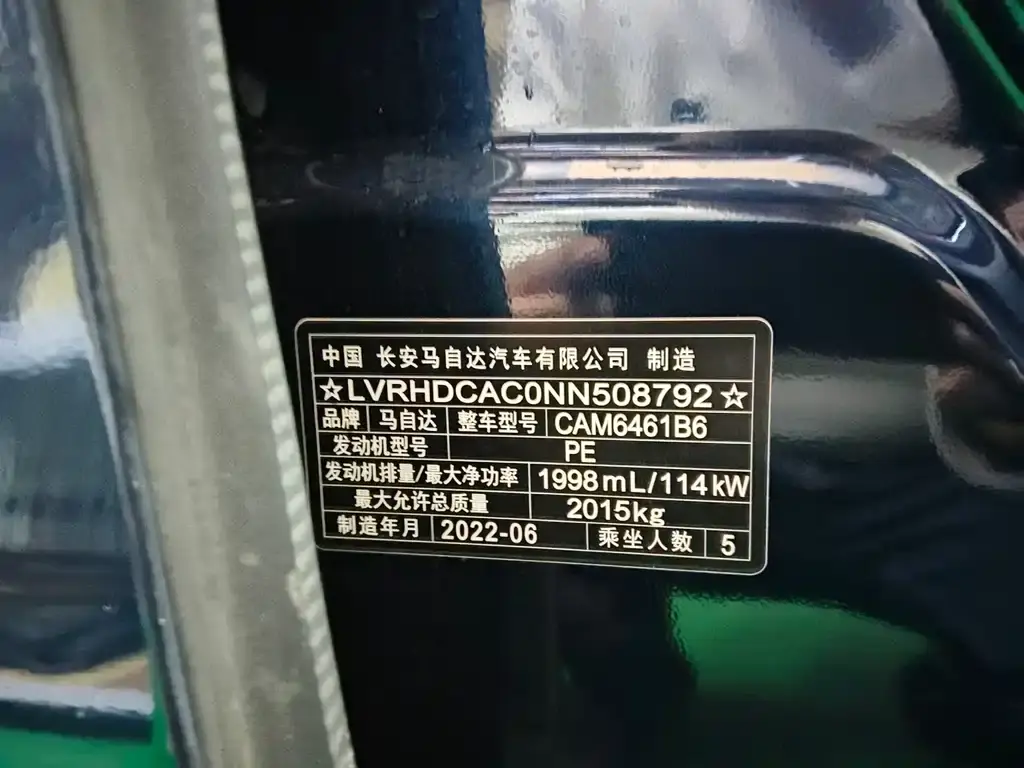 中国 长安马自达汽车有限公司 制造
☆LVRHDCAC0NN508792☆
品牌 马自达 整车型号 CAM6461B6
发动机型号 PE
发动机排量/最大净功率 1998mL/114kW
最大允许总质量 2015kg
制造年月 2022-06 乘坐人数 5